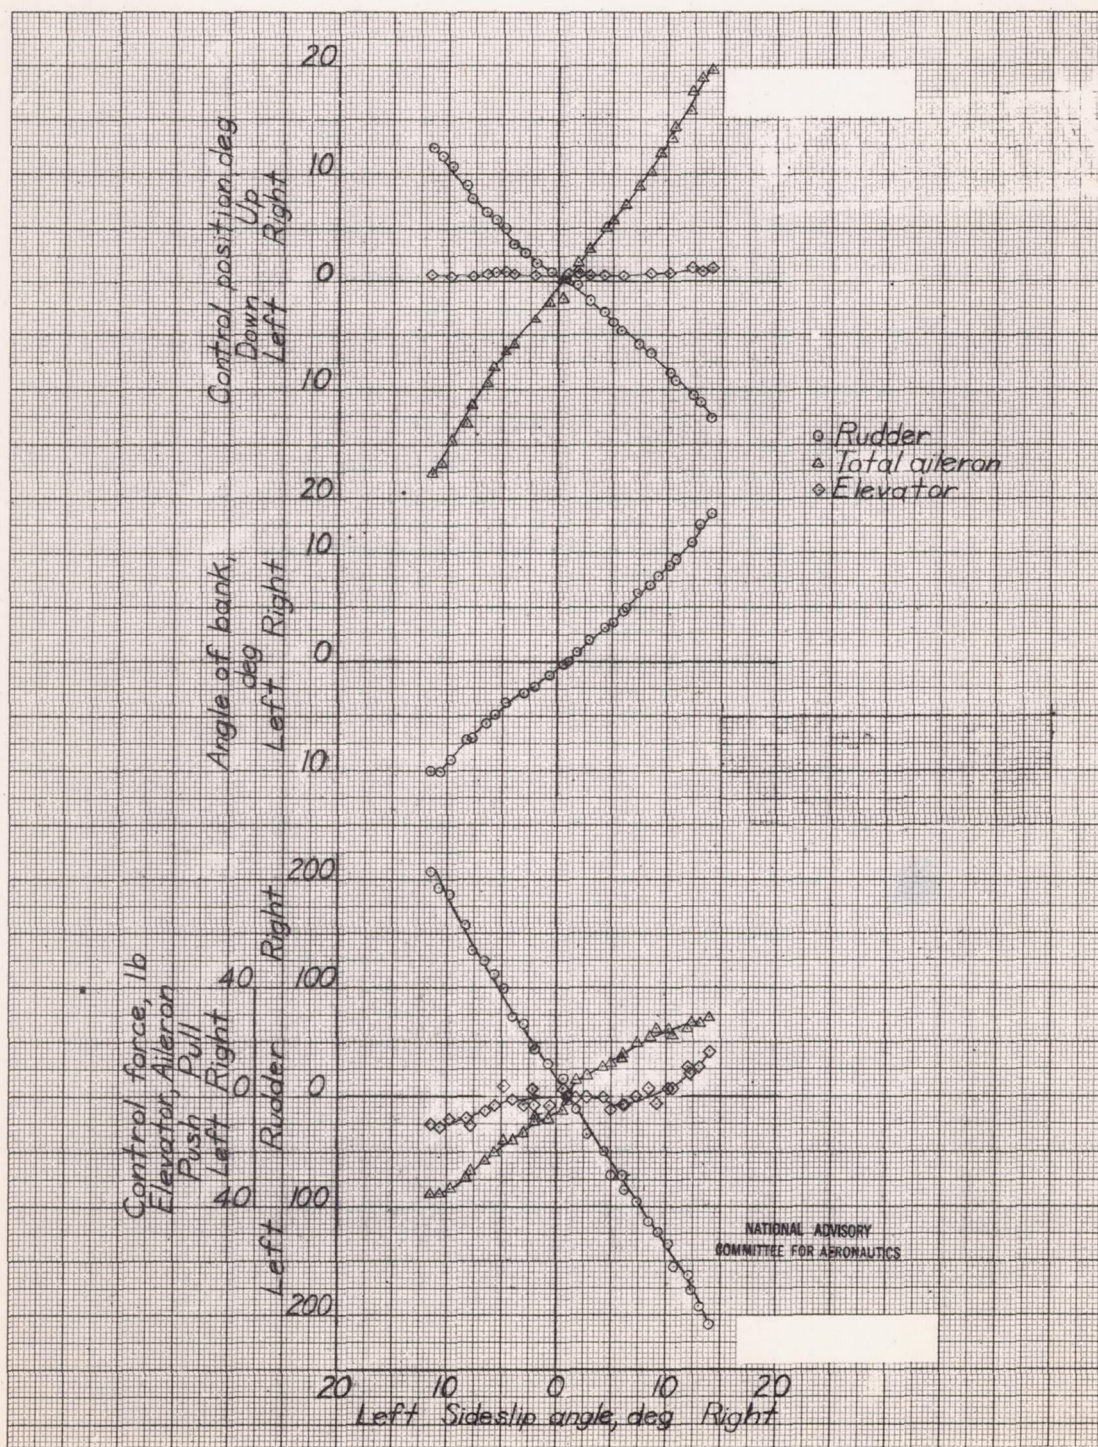 20
10
0
10
20
Control position, deg
Down Up
Left Right
Rudder
Total aileron
Elevator
10
0
10
Angle of bank,
deg
Left Right
200
100
0
100
200
40
0
40
Control force, lb
Elevator, Aileron
Push Pull
Left Right
Left Rudder Right
NATIONAL ADVISORY
COMMITTEE FOR AERONAUTICS
20 10 0 10 20
Left Sideslip angle, deg Right